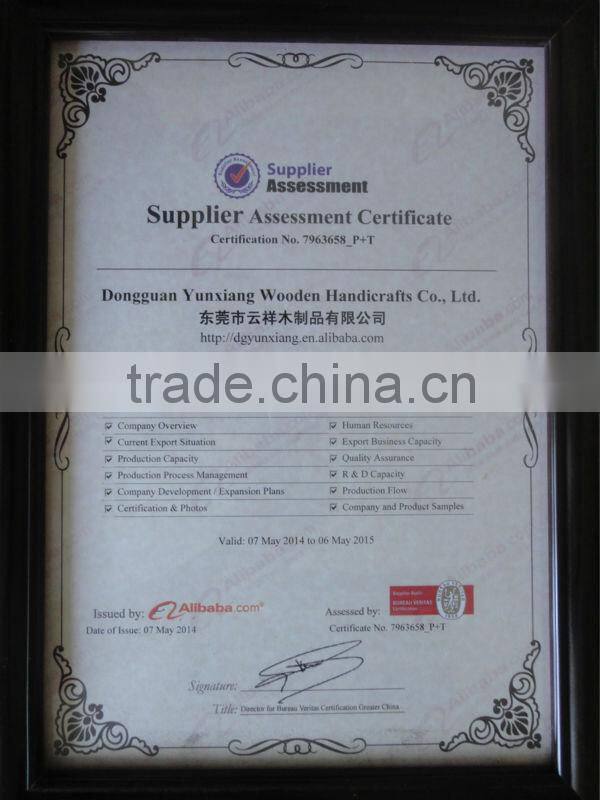 Supplier
Assessment
Supplier Assessment Certificate
Certification No. 7963658_P+T
Dongguan Yunxiang Wooden Handicrafts Co., Ltd.
东莞市云祥木制品有限公司
http://dgyunxiang.en.alibaba.com
trade.china.cn
Company Overview
Human Resources
Current Export Situation
Export Business Capacity
Production Capacity
Quality Assurance
Production Process Management
R & D Capacity
Company Development / Expansion Plans
Production Flow
Certification & Photos
Company and Product Samples
Valid: 07 May 2014 to 06 May 2015
Issued by: Alibaba.com®
Assessed by:
BUREAU VERITAS
Certification
Date of Issue: 07 May 2014
Certificate No. 7963658_P+T
Signature:
Title: Director for Bureau Veritas Certification Greater China